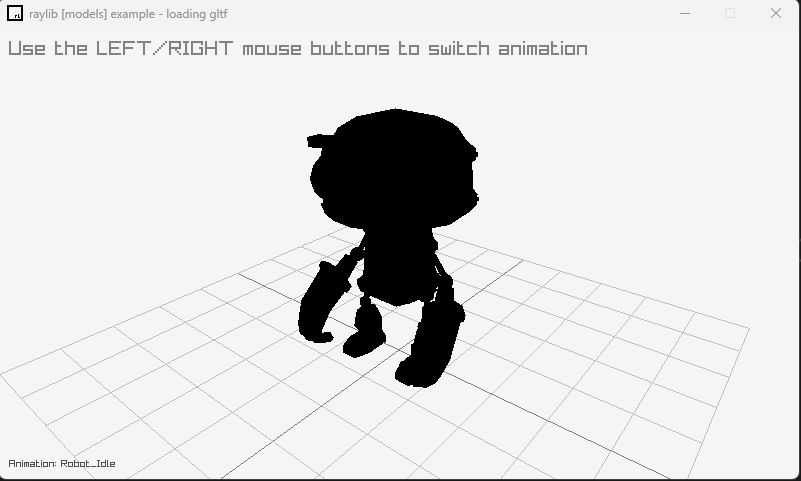 raylib [models] example - loading gltf
Use the LEFT/RIGHT mouse buttons to switch animation
Animation: Robot_Idle